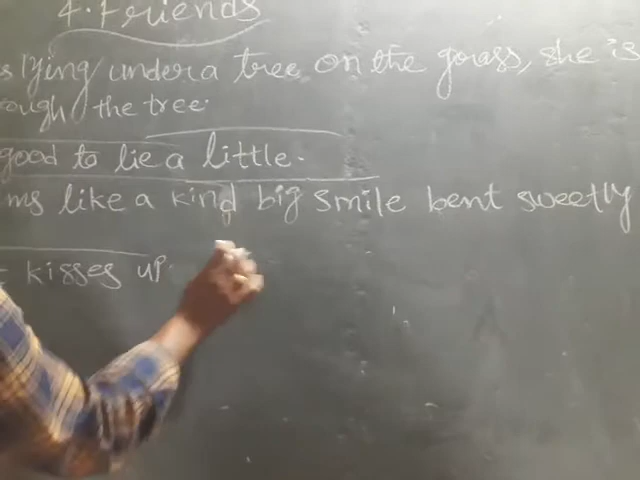 4. Friends
s lying under a tree on the grass, she is
ough the tree.
good to lie a little.
ms like a kind big smile bent sweetly
kisses up.